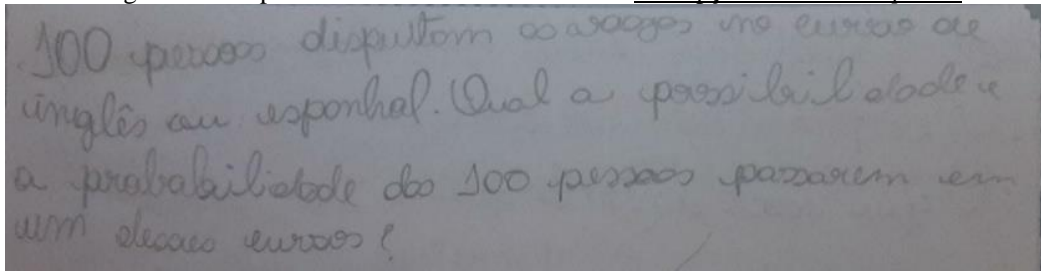 100 pessoas disputam as vagas no curso de
inglês ou esponhol. Qual a possibilidade e
a probabilidade das 100 pessoas passarem em
um desses cursos?